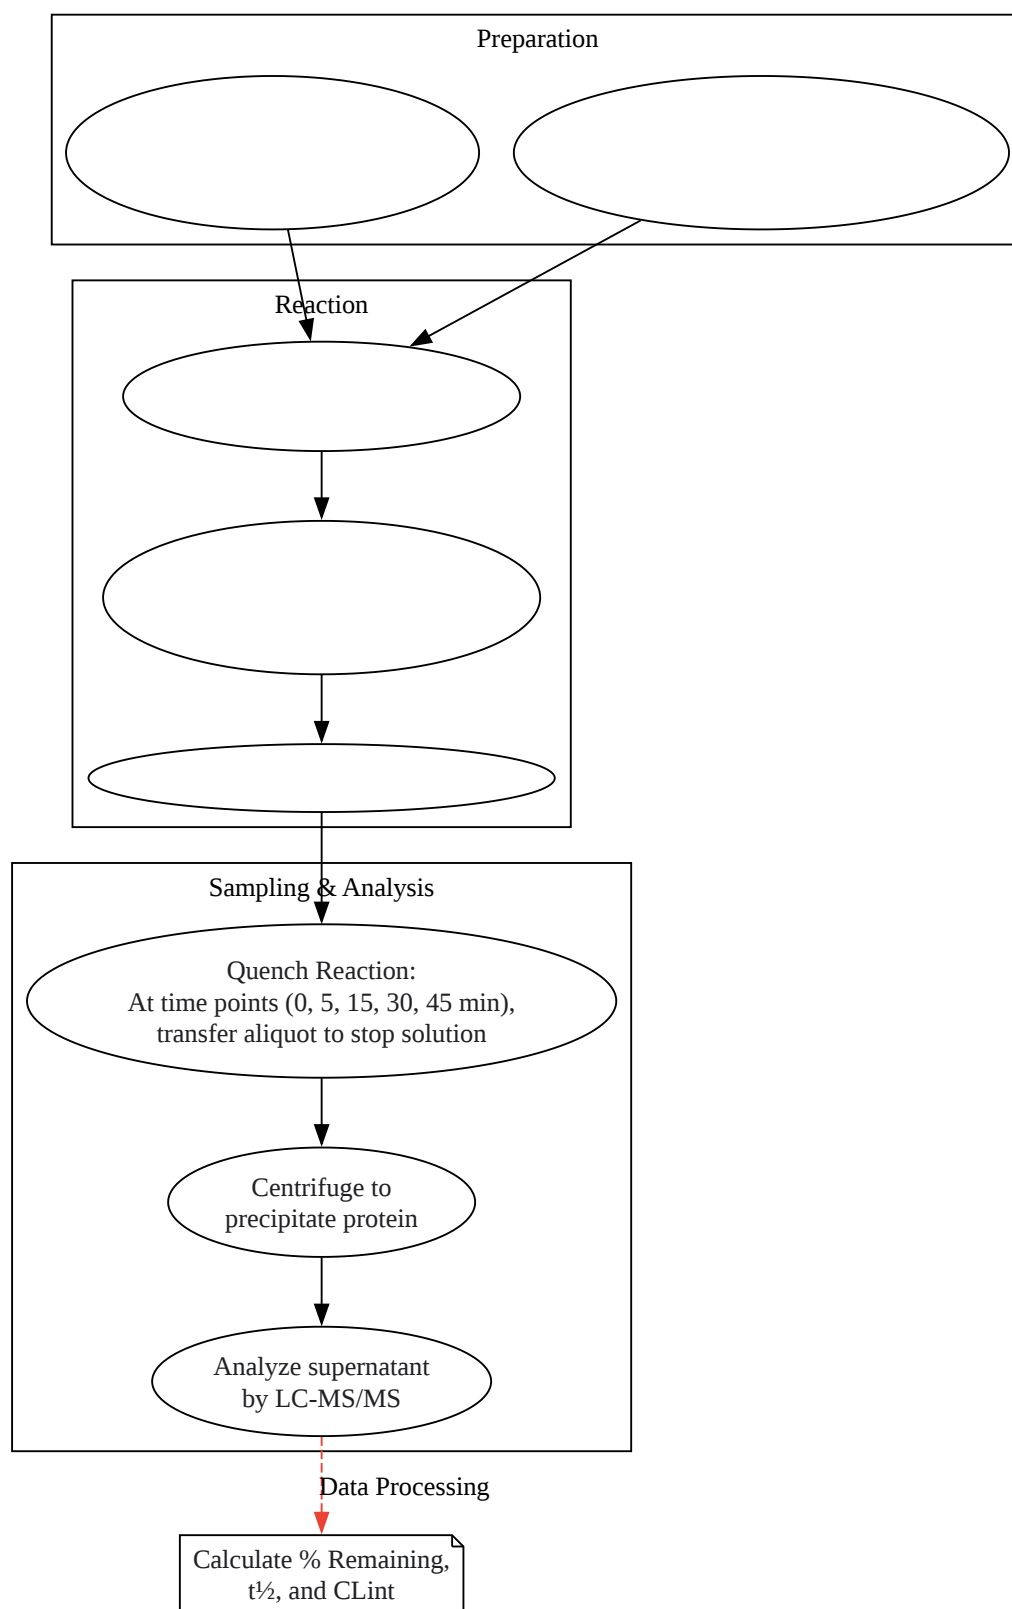 Preparation
Reaction
Sampling & Analysis
Quench Reaction:
At time points (0, 5, 15, 30, 45 min),
transfer aliquot to stop solution
Centrifuge to
precipitate protein
Analyze supernatant
by LC-MS/MS
Data Processing
Calculate % Remaining,
t½, and CLint